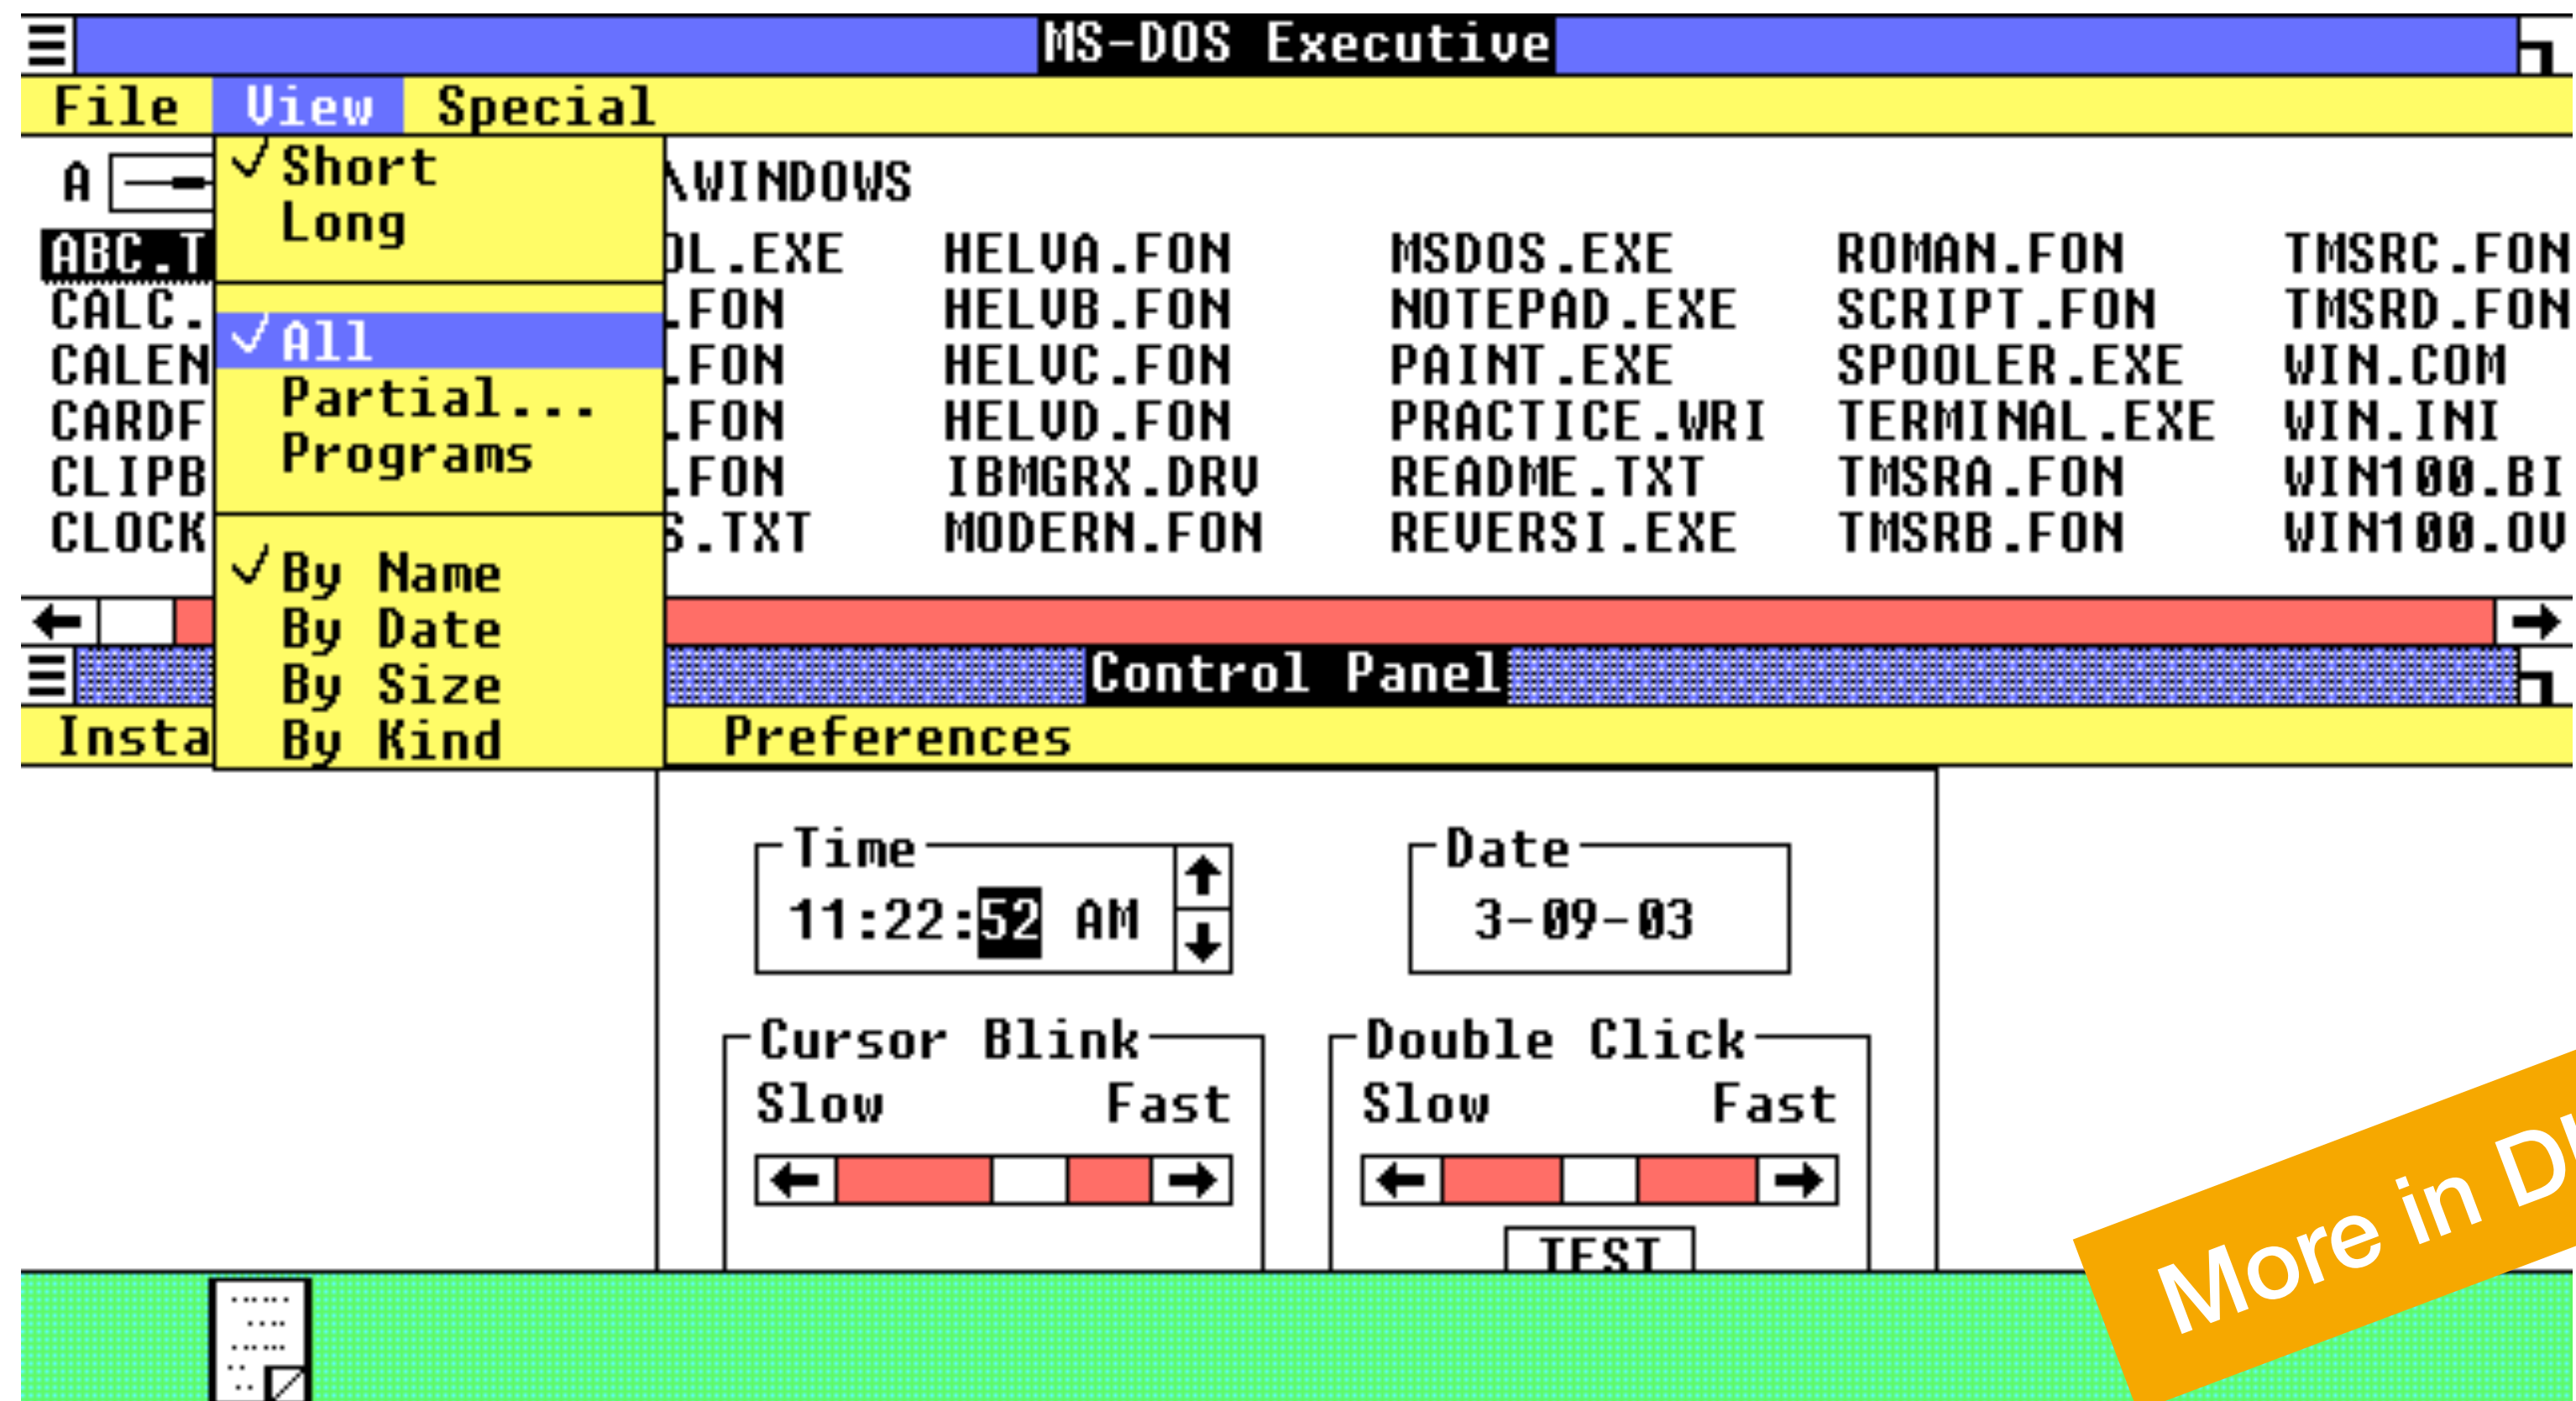 MS-DOS Executive
File View Special
A \WINDOWS
✓Short
Long
✓All
Partial...
Programs
✓By Name
By Date
By Size
By Kind
ABC.T OL.EXE HELVA.FON MSDOS.EXE ROMAN.FON TMSRC.FON
CALC. .FON HELVB.FON NOTEPAD.EXE SCRIPT.FON TMSRD.FON
CALEN .FON HELVC.FON PAINT.EXE SPOOLER.EXE WIN.COM
CARDF .FON HELVD.FON PRACTICE.WRI TERMINAL.EXE WIN.INI
CLIPB .FON IBMGRX.DRV README.TXT TMSRA.FON WIN100.BI
CLOCK S.TXT MODERN.FON REVERSI.EXE TMSRB.FON WIN100.OV
Control Panel
Insta Preferences
Time Date
11:22:52 AM 3-09-03
Cursor Blink Double Click
Slow Fast Slow Fast
TEST
More in D